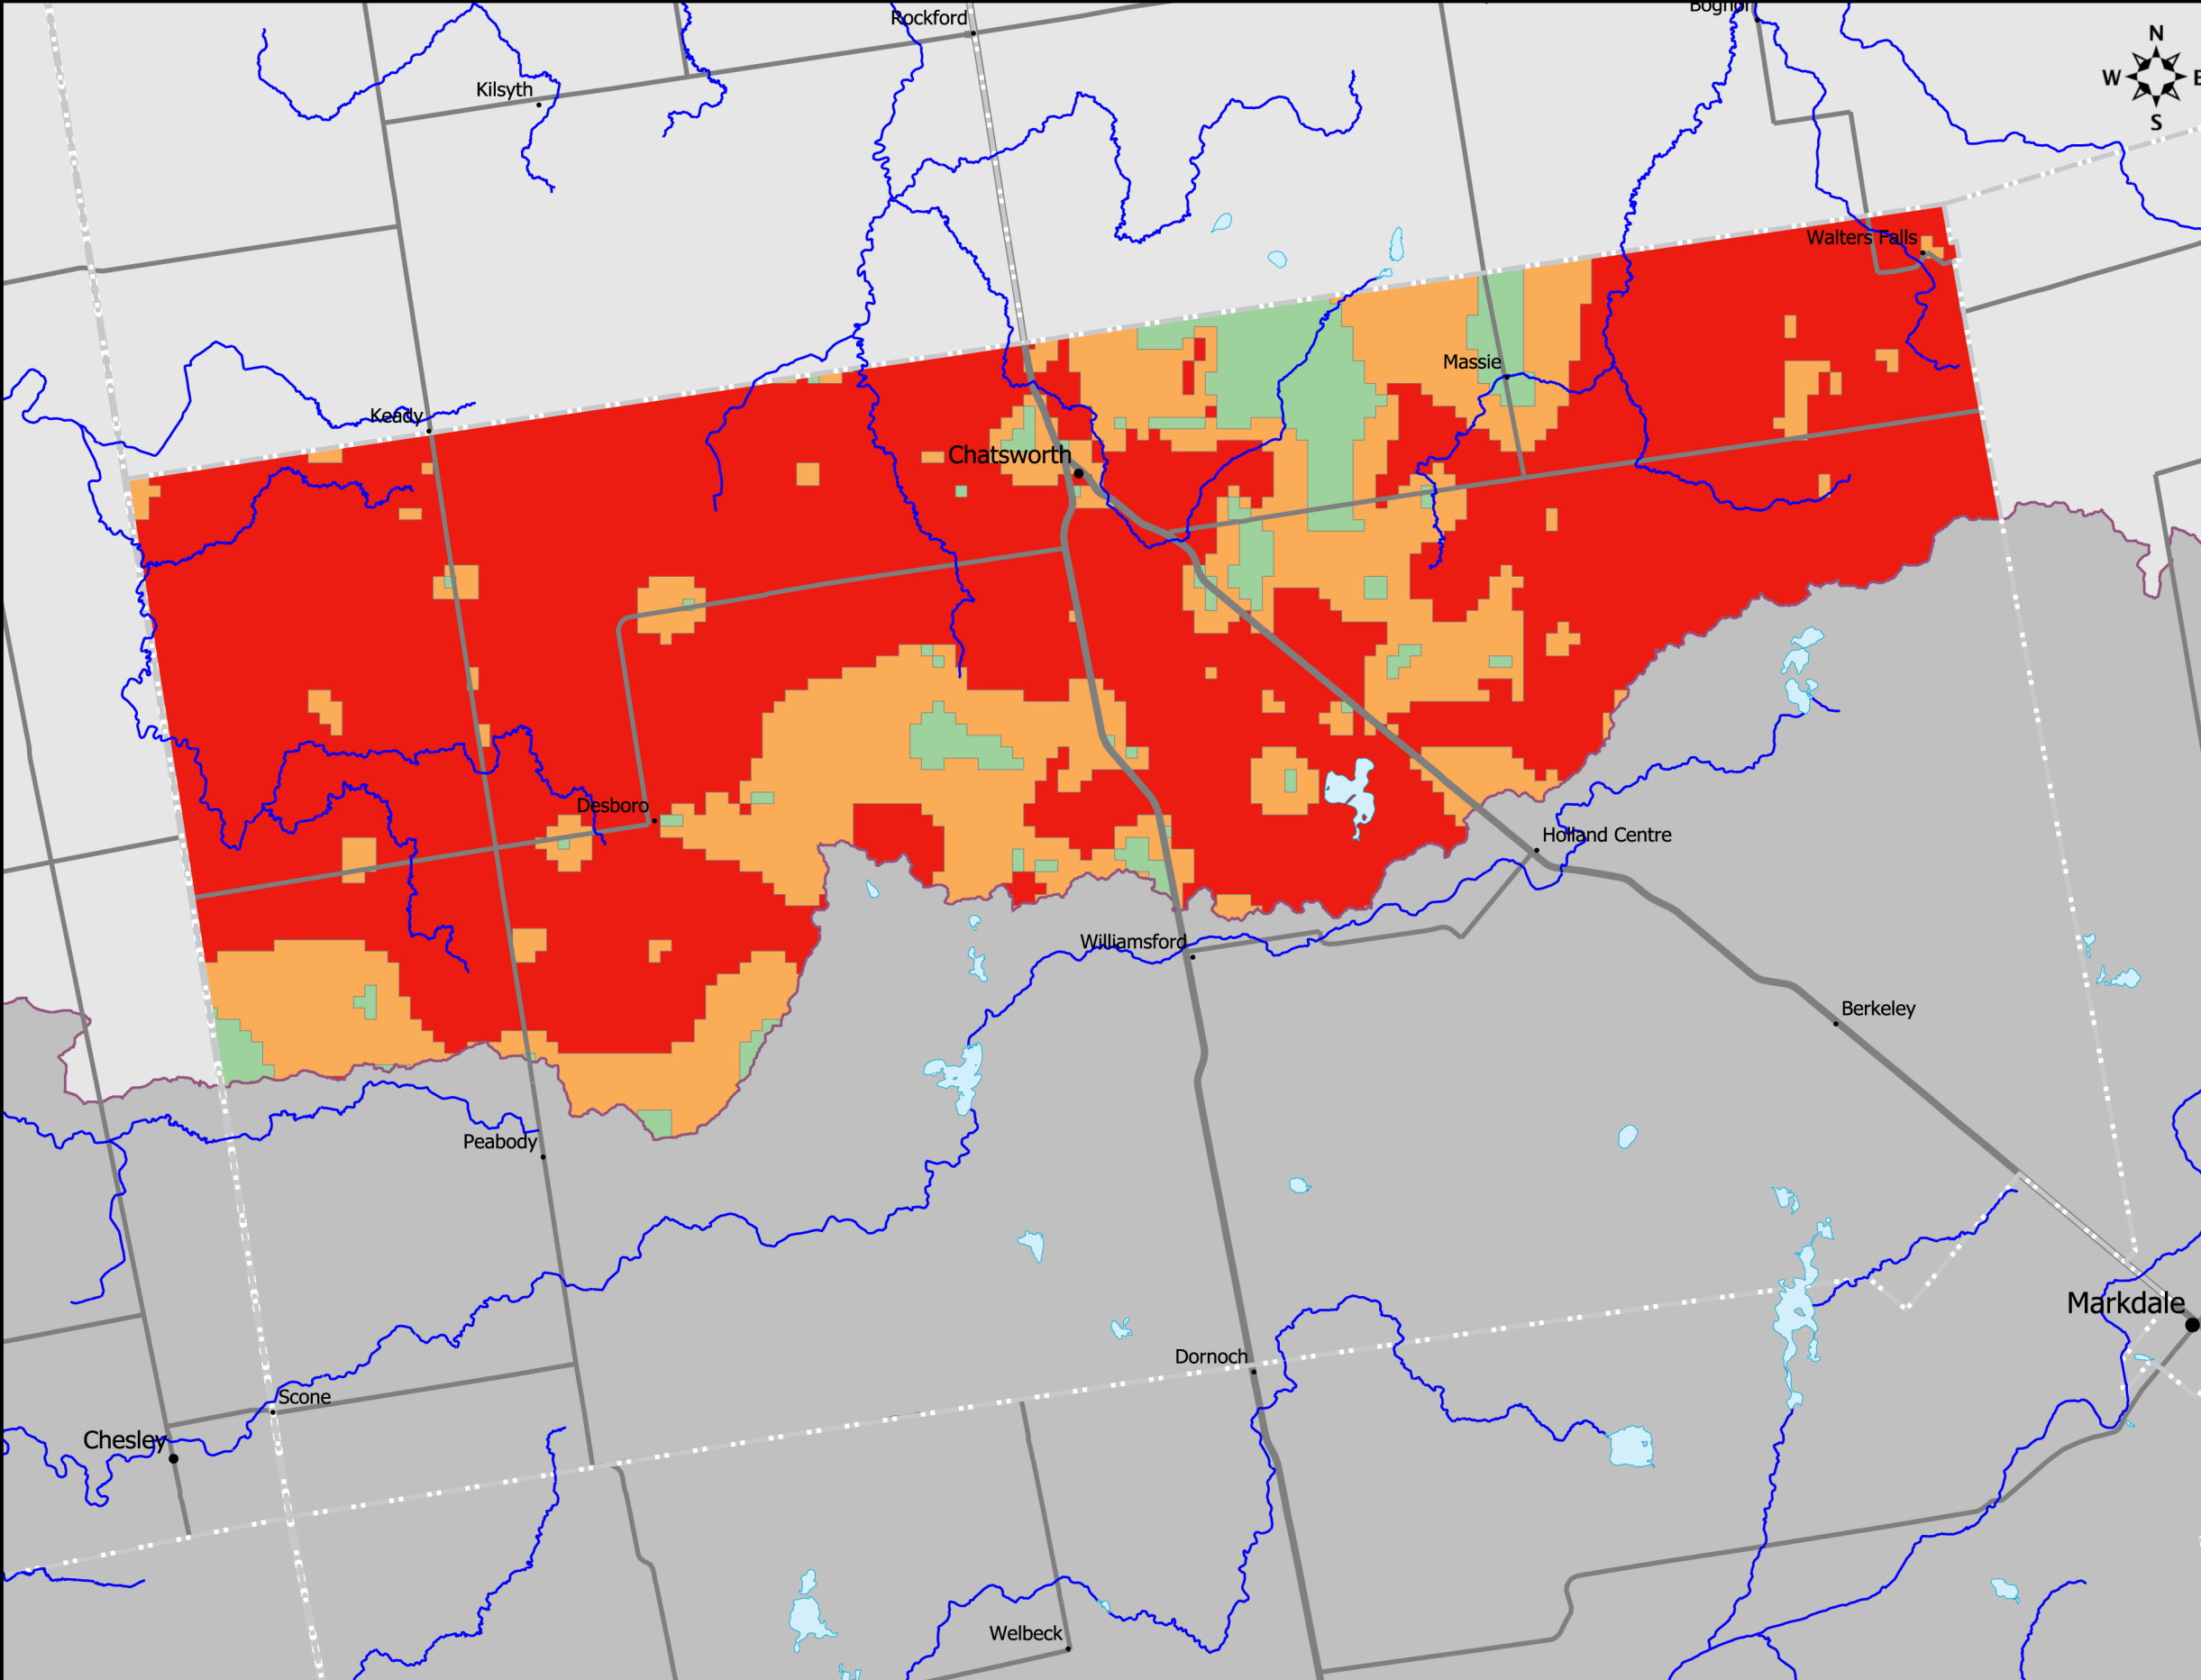 Rockford
N
W
S
Kilsyth
Walters Falls
Massie
Keady
Chatsworth
Desboro
Holland Centre
Williamsford
Berkeley
Peabody
Markdale
Dornoch
Scone
Chesley
Welbeck